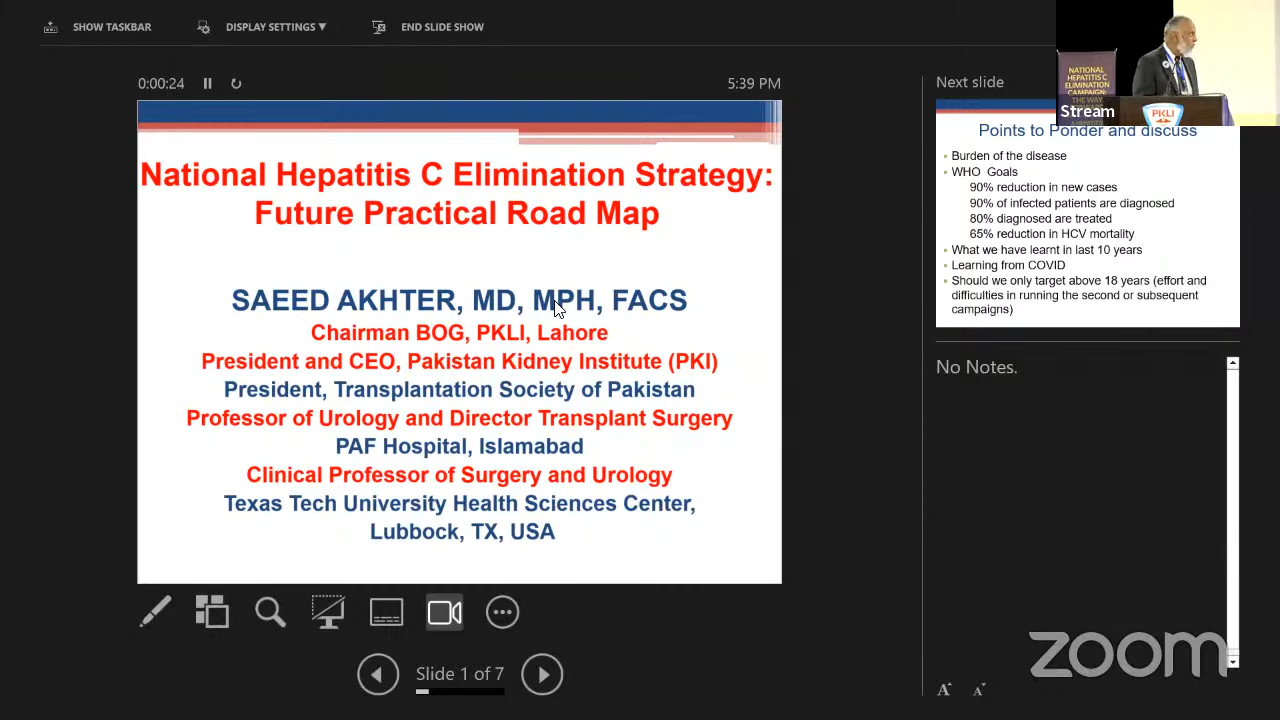 SHOW TASKBAR
DISPLAY SETTINGS ▼
END SLIDE SHOW
0:00:24
5:39 PM
National Hepatitis C Elimination Strategy:
Future Practical Road Map
SAEED AKHTER, MD, MPH, FACS
Chairman BOG, PKLI, Lahore
President and CEO, Pakistan Kidney Institute (PKI)
President, Transplantation Society of Pakistan
Professor of Urology and Director Transplant Surgery
PAF Hospital, Islamabad
Clinical Professor of Surgery and Urology
Texas Tech University Health Sciences Center,
Lubbock, TX, USA
Slide 1 of 7
Next slide
NATIONAL
HEPATITIS C
ELIMINATION
CAMPAIGN:
THE WAY
Stream
PKLI
Points to Ponder and discuss
• Burden of the disease
• WHO Goals
90% reduction in new cases
90% of infected patients are diagnosed
80% diagnosed are treated
65% reduction in HCV mortality
• What we have learnt in last 10 years
• Learning from COVID
• Should we only target above 18 years (effort and
difficulties in running the second or subsequent
campaigns)
No Notes.
zoom
A A